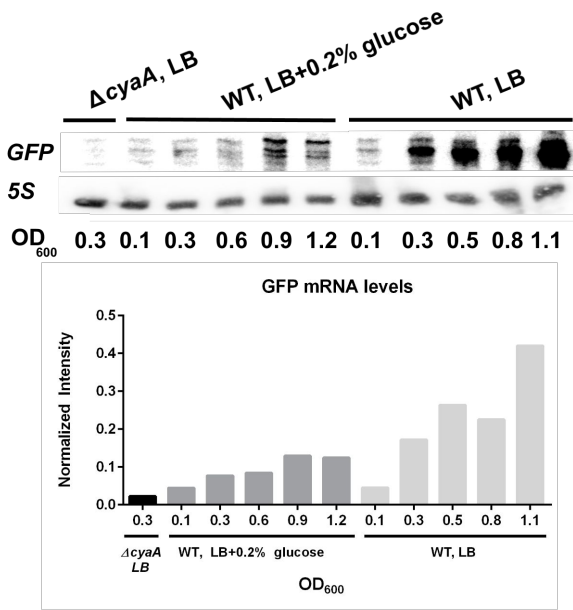 ΔcyaA, LB WT, LB+0.2% glucose WT, LB
GFP
5S
OD600 0.3 0.1 0.3 0.6 0.9 1.2 0.1 0.3 0.5 0.8 1.1
GFP mRNA levels
Normalized Intensity
0.5
0.4
0.3
0.2
0.1
0.0
0.3 0.1 0.3 0.6 0.9 1.2 0.1 0.3 0.5 0.8 1.1
ΔcyaA WT, LB+0.2% glucose WT, LB
LB
OD600